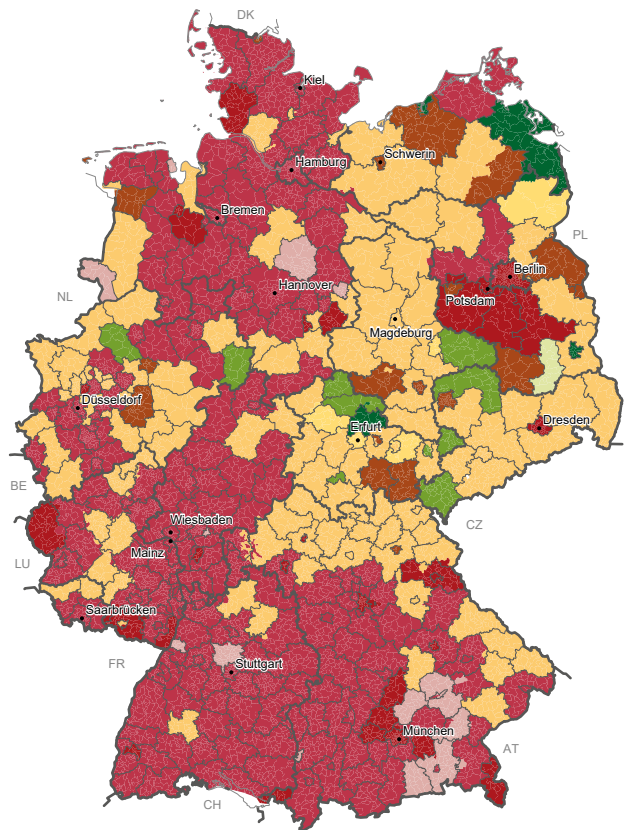 DK
Kiel
Schwerin
Hamburg
Bremen
PL
Berlin
NL
Hannover
Potsdam
Magdeburg
Düsseldorf
Erfurt
Dresden
BE
Wiesbaden
CZ
Mainz
LU
Saarbrücken
FR
Stuttgart
München
AT
CH